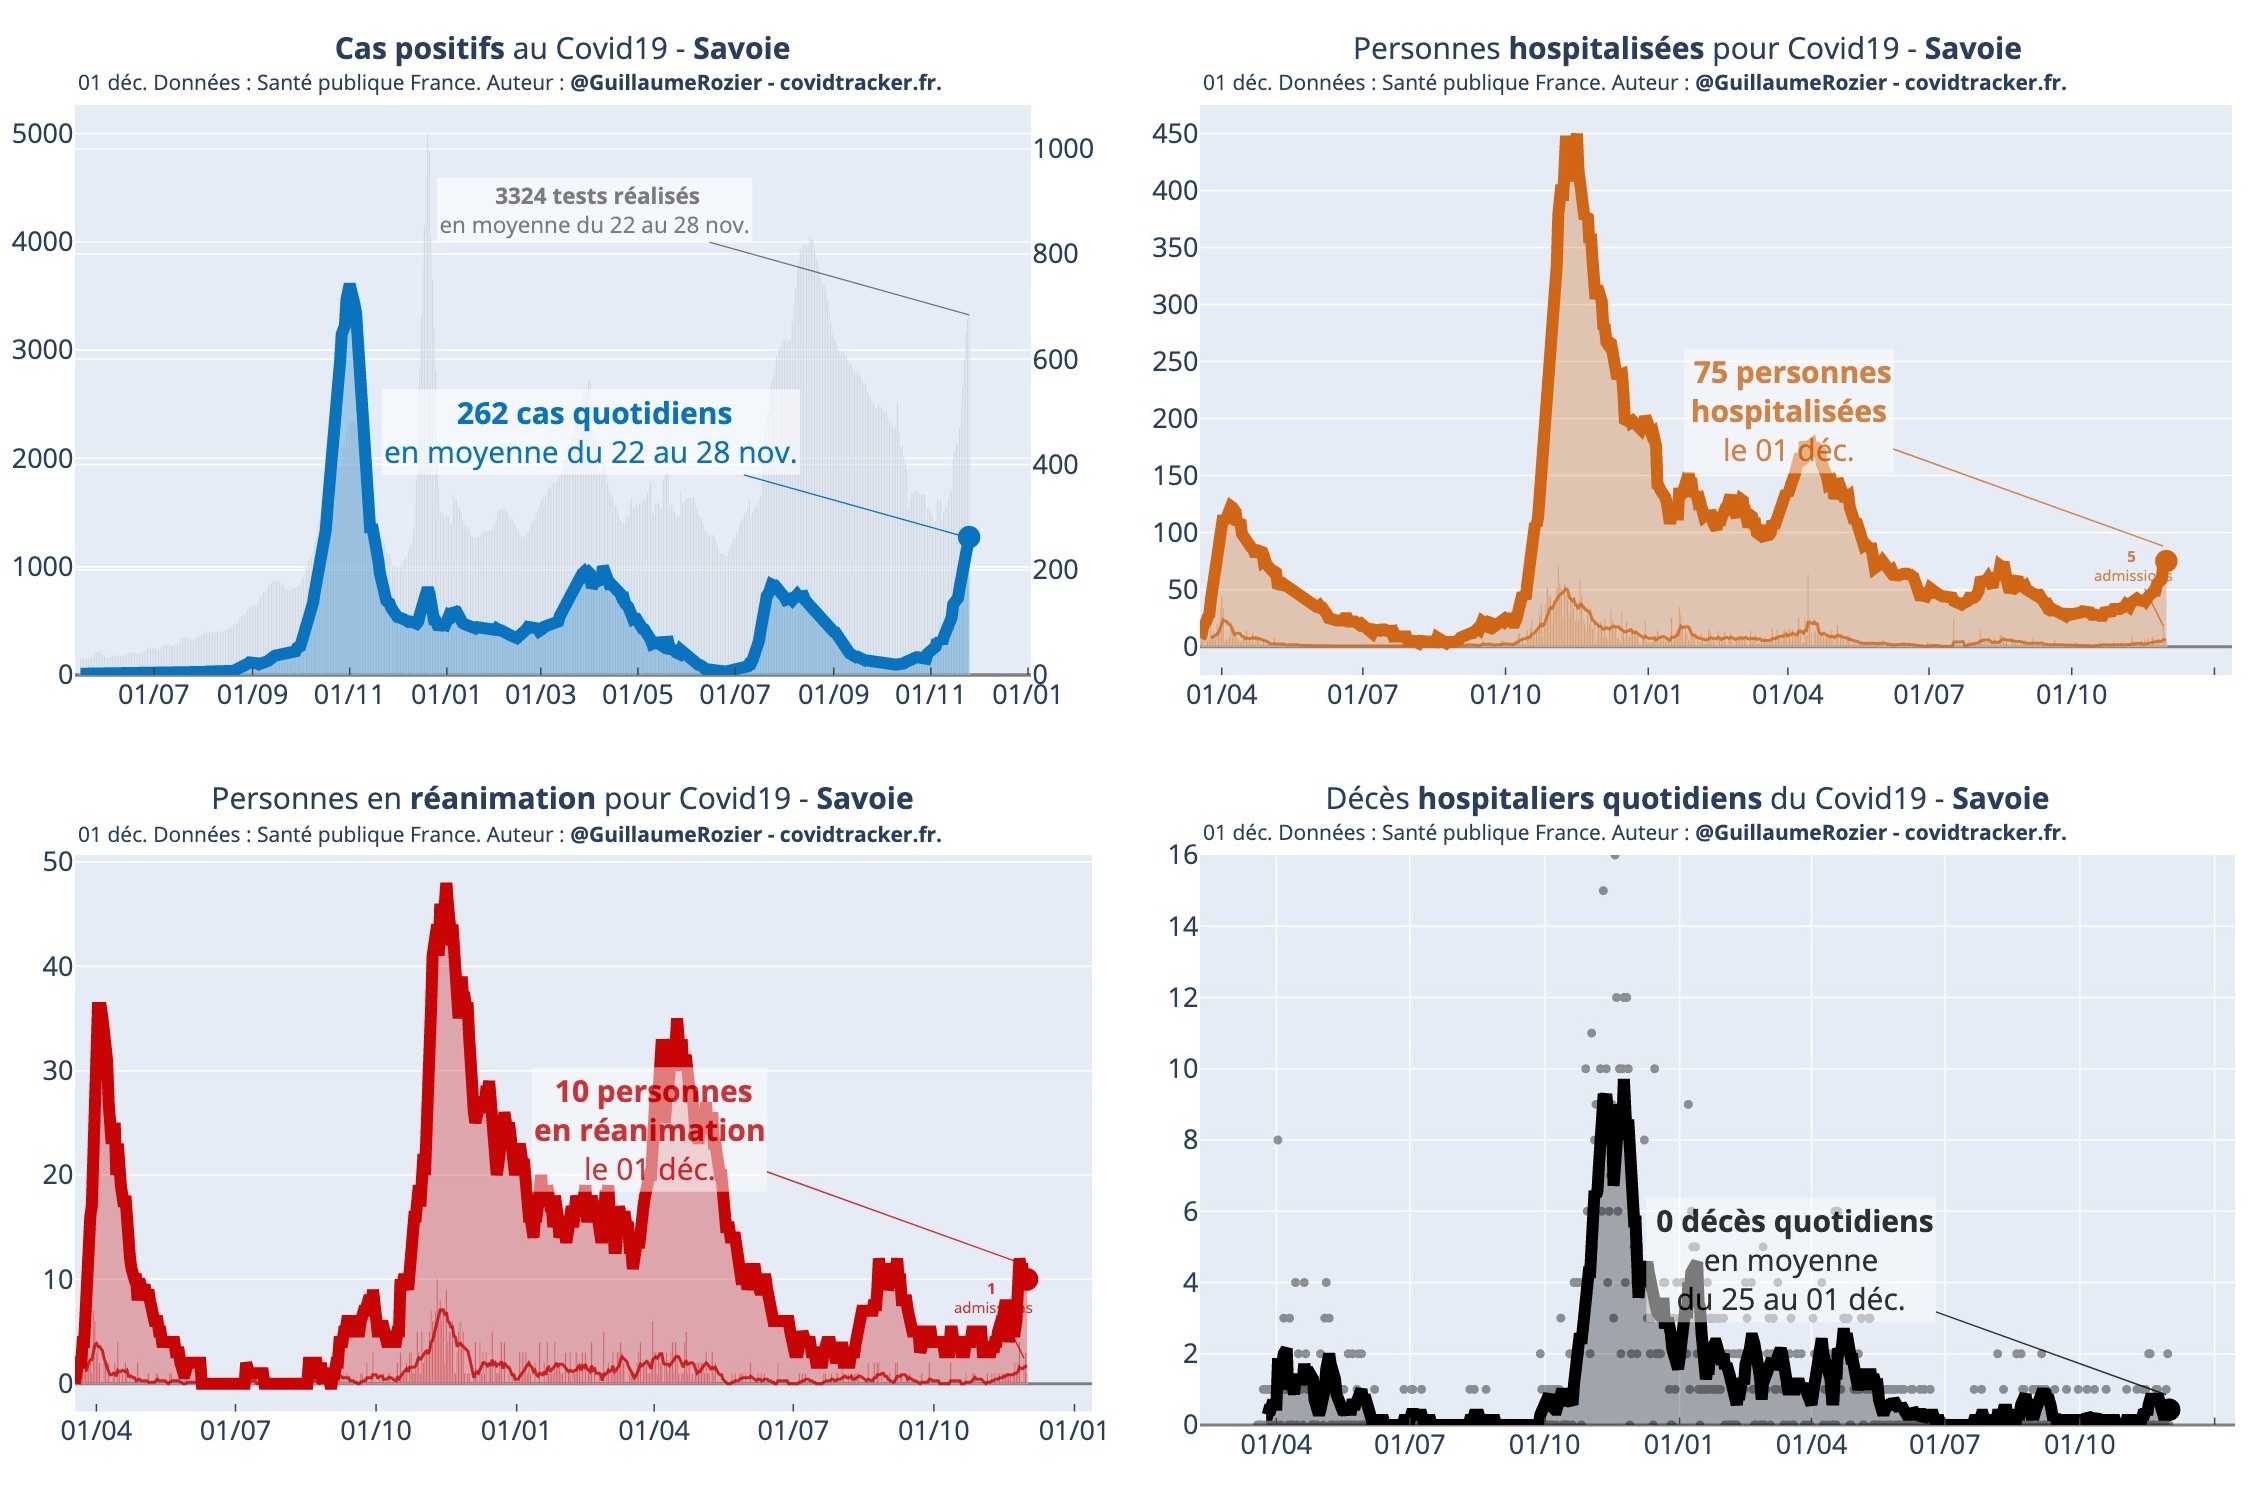 Cas positifs au Covid19 - Savoie
01 déc. Données : Santé publique France. Auteur : @GuillaumeRozier - covidtracker.fr.
5000
4000
3000
2000
1000
0
1000
800
600
400
200
0
3324 tests réalisés
en moyenne du 22 au 28 nov.
262 cas quotidiens
en moyenne du 22 au 28 nov.
01/07 01/09 01/11 01/01 01/03 01/05 01/07 01/09 01/11 01/01
Personnes hospitalisées pour Covid19 - Savoie
01 déc. Données : Santé publique France. Auteur : @GuillaumeRozier - covidtracker.fr.
450
400
350
300
250
200
150
100
50
0
75 personnes
hospitalisées
le 01 déc.
5
admissions
01/04 01/07 01/10 01/01 01/04 01/07 01/10
Personnes en réanimation pour Covid19 - Savoie
01 déc. Données : Santé publique France. Auteur : @GuillaumeRozier - covidtracker.fr.
50
40
30
20
10
0
10 personnes
en réanimation
le 01 déc.
1
admissions
01/04 01/07 01/10 01/01 01/04 01/07 01/10 01/01
Décès hospitaliers quotidiens du Covid19 - Savoie
01 déc. Données : Santé publique France. Auteur : @GuillaumeRozier - covidtracker.fr.
16
14
12
10
8
6
4
2
0
0 décès quotidiens
en moyenne
du 25 au 01 déc.
01/04 01/07 01/10 01/01 01/04 01/07 01/10